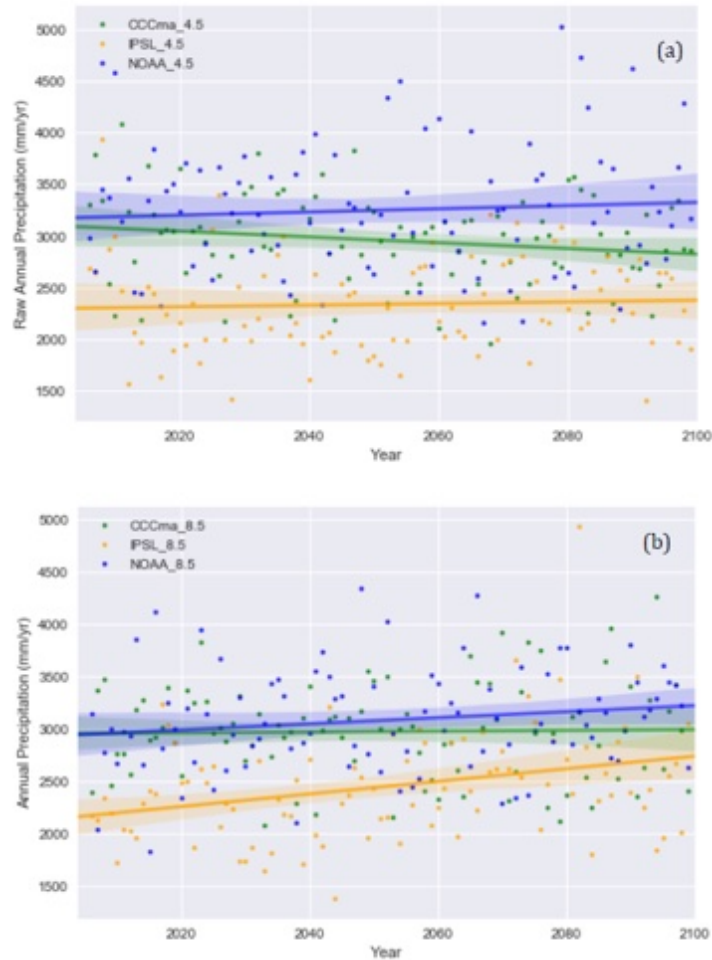 CCCma_4.5
IPSL_4.5
NOAA_4.5
(a)
5000
4500
4000
3500
3000
2500
2000
1500
Raw Annual Precipitation (mm/yr)
2020 2040 2060 2080 2100
Year
CCCma_8.5
IPSL_8.5
NOAA_8.5
(b)
5000
4500
4000
3500
3000
2500
2000
1500
Annual Precipitation (mm/yr)
2020 2040 2060 2080 2100
Year